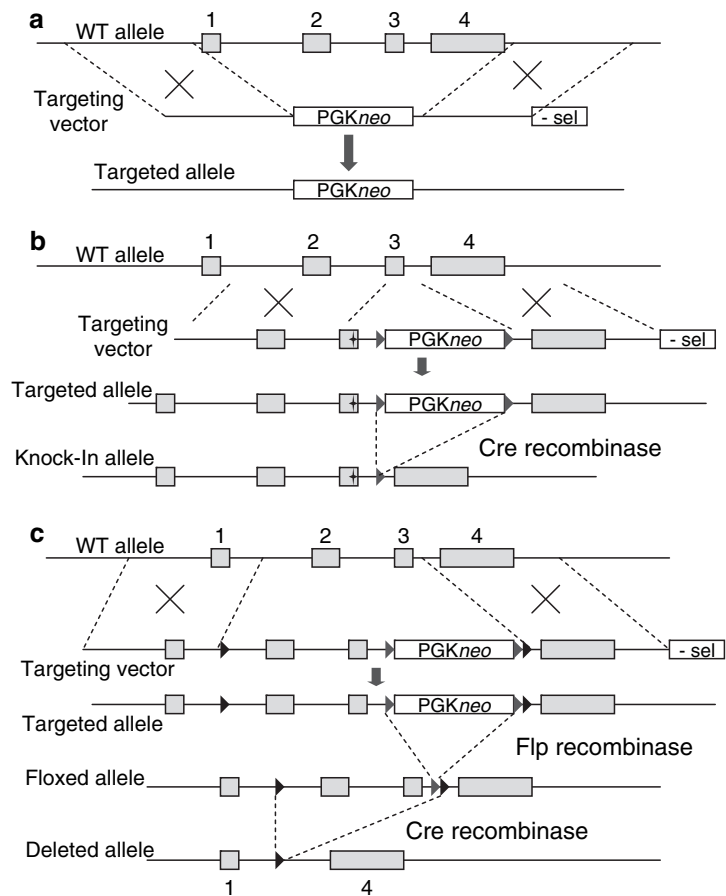 a
1 2 3 4
WT allele
Targeting
vector
PGKneo
- sel
Targeted allele
PGKneo
b
1 2 3 4
WT allele
Targeting
vector
PGKneo
- sel
Targeted allele
PGKneo
Cre recombinase
Knock-In allele
c
1 2 3 4
WT allele
PGKneo
- sel
Targeting vector
PGKneo
Targeted allele
Flp recombinase
Floxed allele
Cre recombinase
Deleted allele
1 4